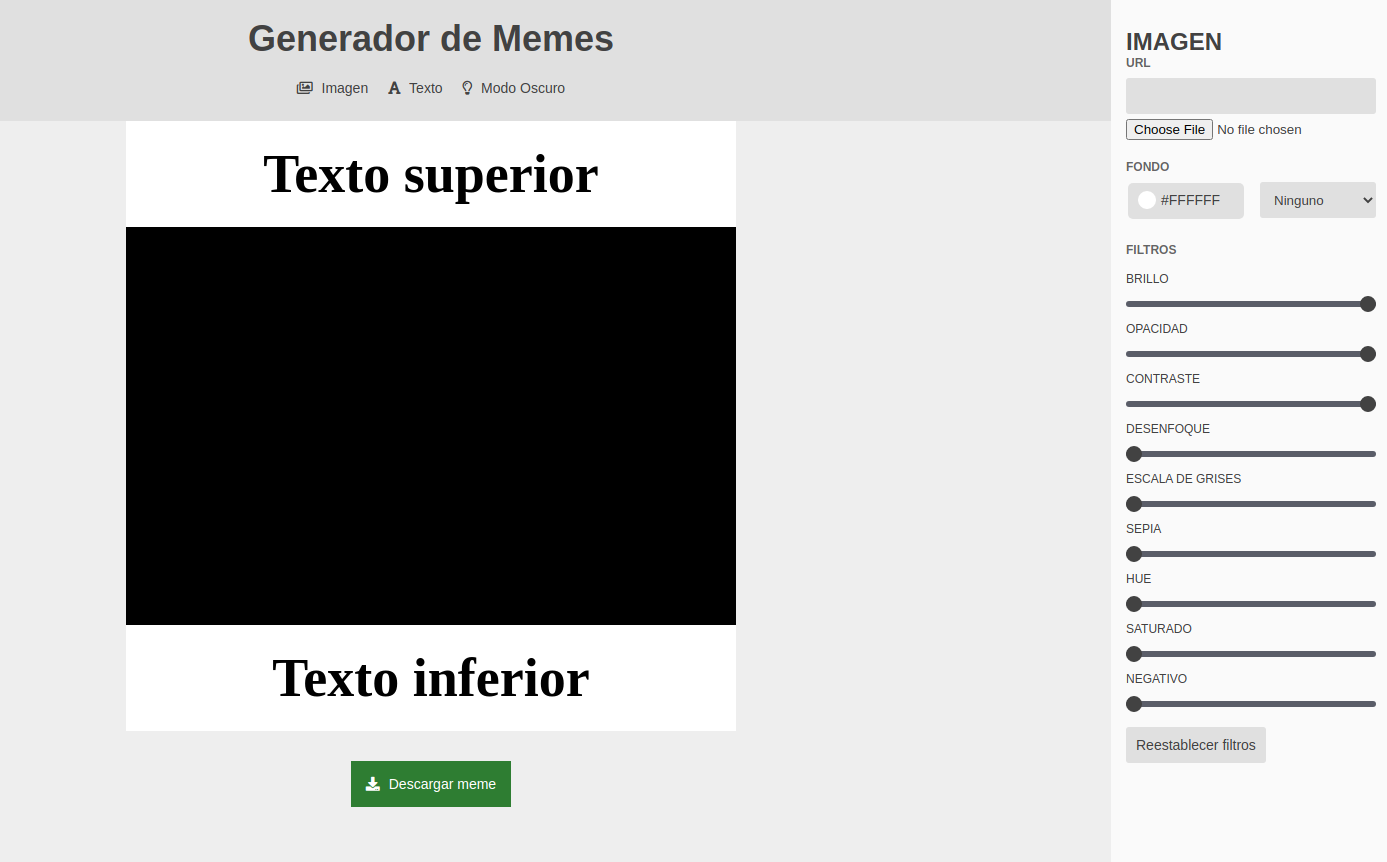 Generador de Memes
Imagen Texto Modo Oscuro
Texto superior
Texto inferior
Descargar meme
IMAGEN
URL
Choose File No file chosen
FONDO
#FFFFFF Ninguno
FILTROS
BRILLO
OPACIDAD
CONTRASTE
DESENFOQUE
ESCALA DE GRISES
SEPIA
HUE
SATURADO
NEGATIVO
Reestablecer filtros